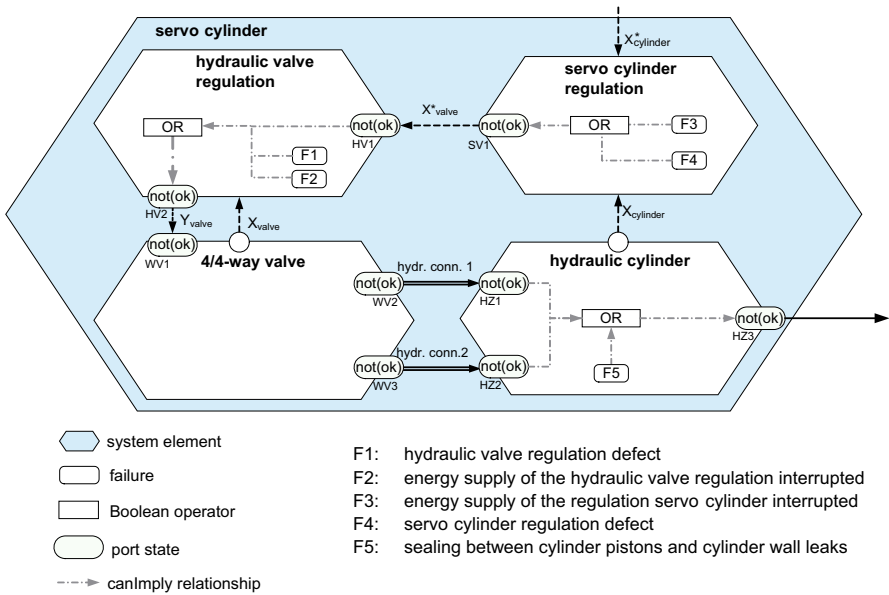 servo cylinder
X*cylinder
hydraulic valve
regulation
servo cylinder
regulation
OR
not(ok)
HV1
X*valve
not(ok)
SV1
OR
F3
F4
F1
F2
not(ok)
HV2
Yvalve
Xvalve
Xcylinder
not(ok)
WV1
4/4-way valve
hydraulic cylinder
not(ok)
WV2
hydr. conn. 1
not(ok)
HZ1
OR
not(ok)
HZ3
F5
not(ok)
WV3
hydr. conn.2
not(ok)
HZ2
system element
failure
Boolean operator
port state
canImply relationship
F1: hydraulic valve regulation defect
F2: energy supply of the hydraulic valve regulation interrupted
F3: energy supply of the regulation servo cylinder interrupted
F4: servo cylinder regulation defect
F5: sealing between cylinder pistons and cylinder wall leaks